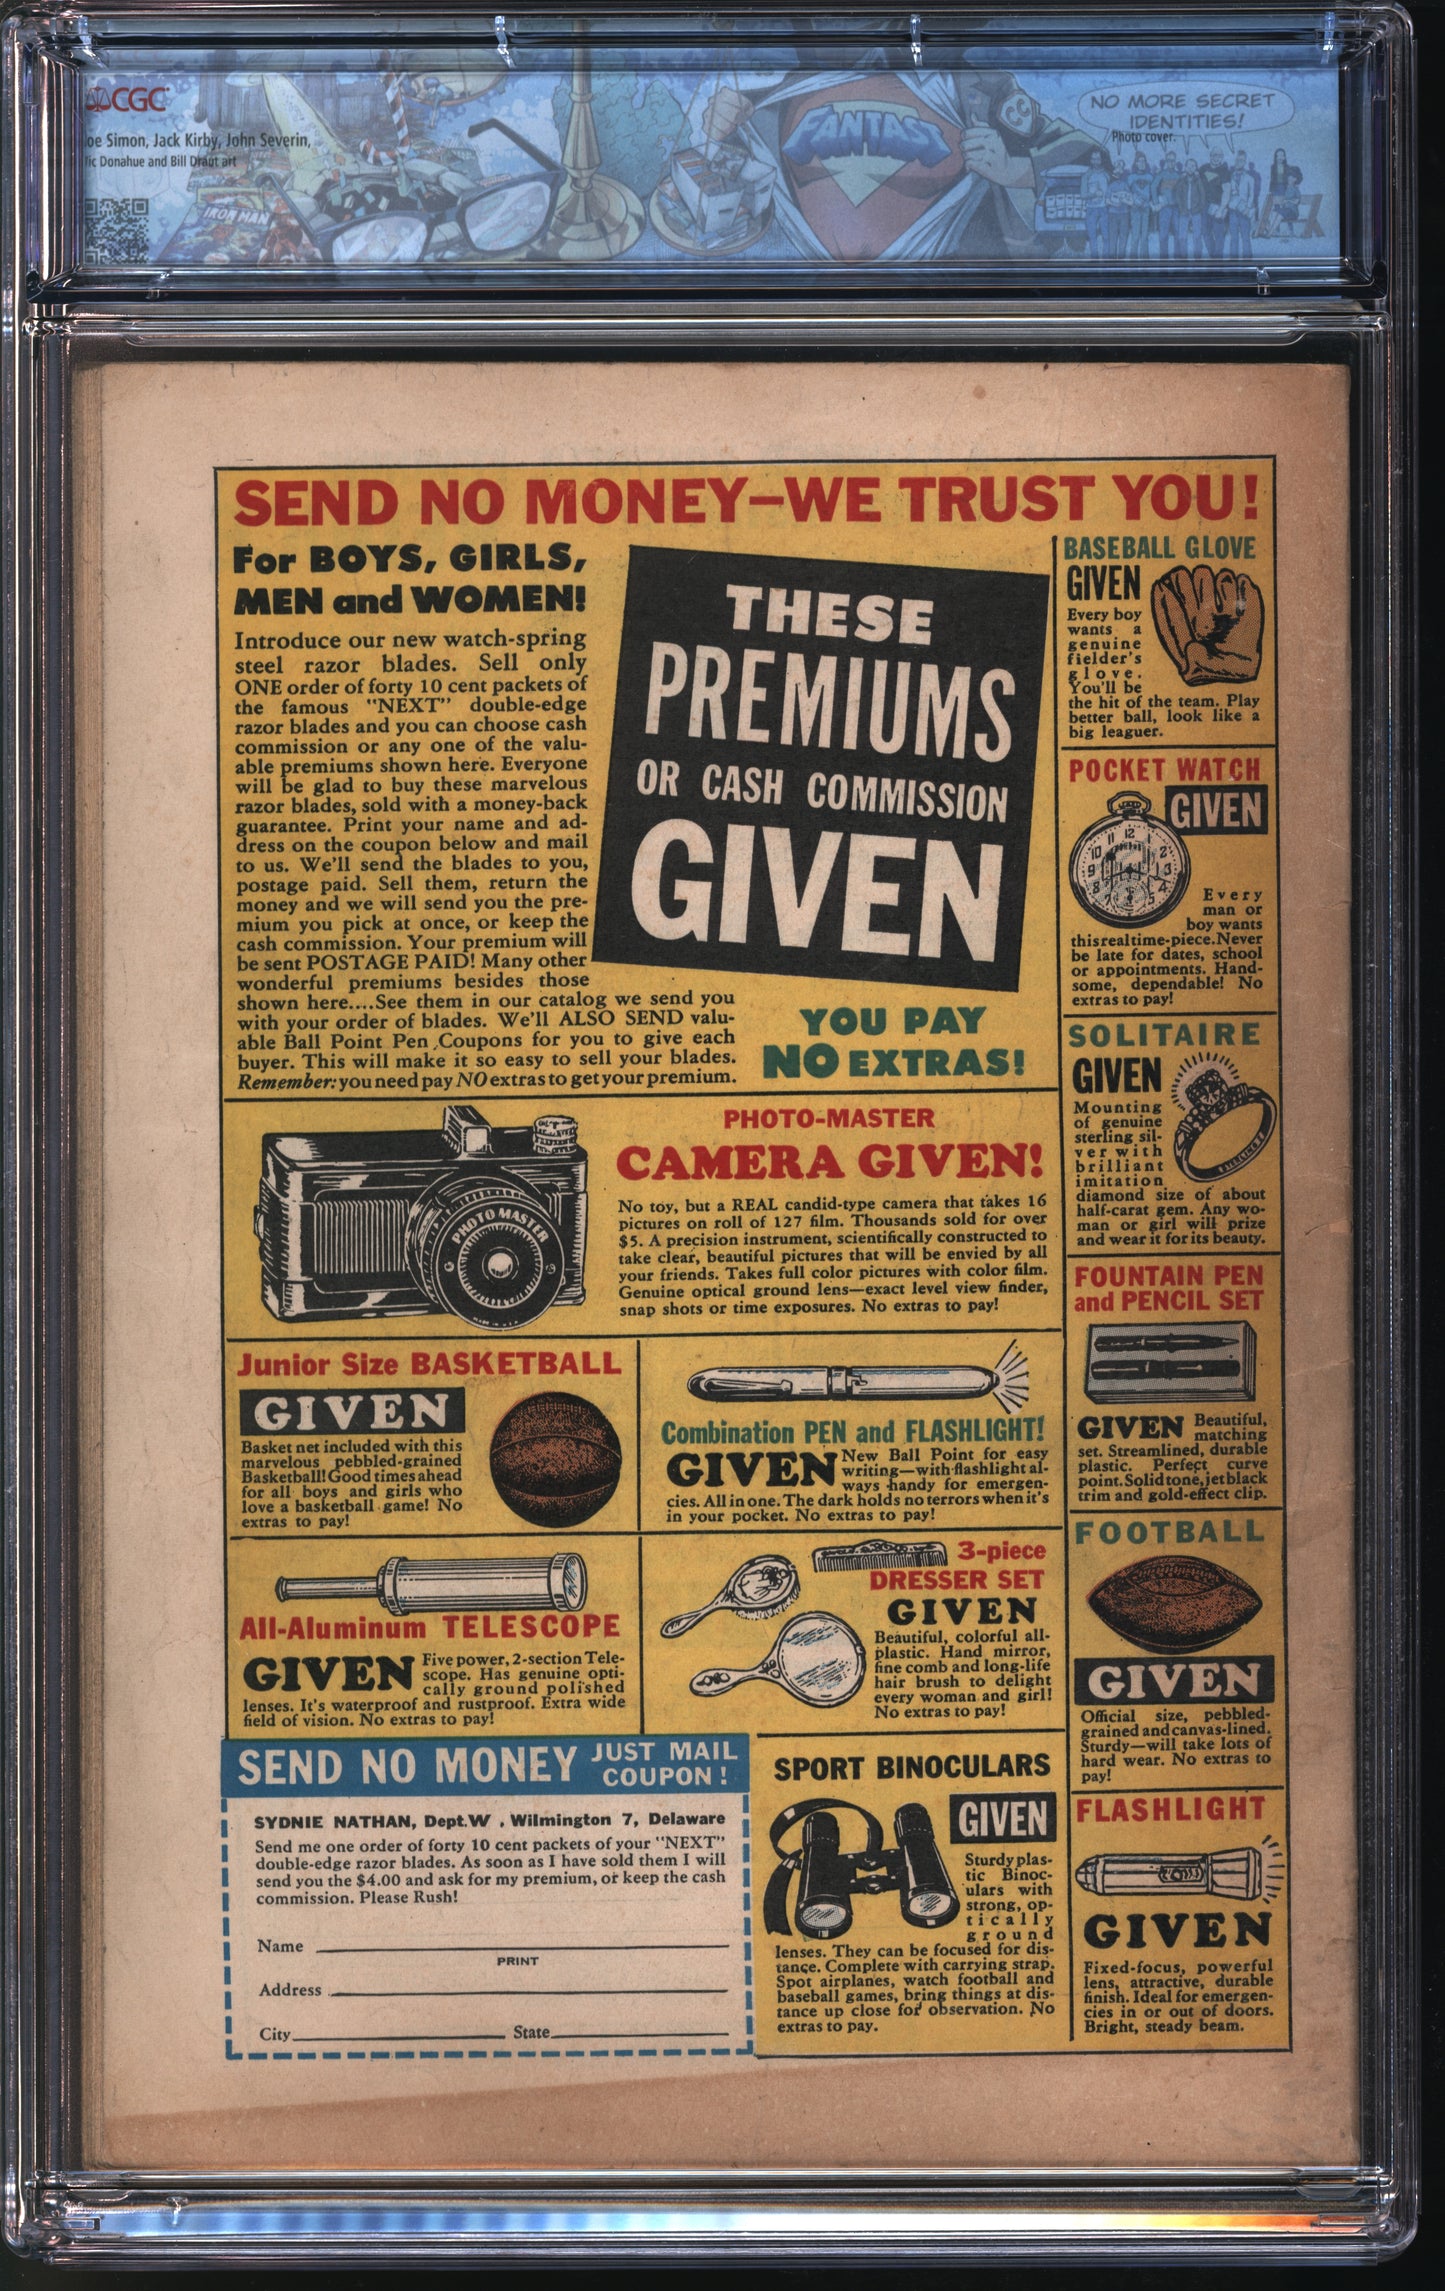 CGC
Joe Simon, Jack Kirby, John Severin,
Vic Donahue and Bill Draut art
IRON MAN
FANTAST
NO MORE SECRET
IDENTITIES!
Photo cover.
SEND NO MONEY—WE TRUST YOU!
For BOYS, GIRLS,
MEN and WOMEN!
Introduce our new watch-spring
steel razor blades. Sell only
ONE order of forty 10 cent packets of
the famous "NEXT" double-edge
razor blades and you can choose cash
commission or any one of the valu-
able premiums shown here. Everyone
will be glad to buy these marvelous
razor blades, sold with a money-back
guarantee. Print your name and ad-
dress on the coupon below and mail
to us. We'll send the blades to you,
postage paid. Sell them, return the
money and we will send you the pre-
mium you pick at once, or keep the
cash commission. Your premium will
be sent POSTAGE PAID! Many other
wonderful premiums besides those
shown here....See them in our catalog we send you
with your order of blades. We'll ALSO SEND valu-
able Ball Point Pen Coupons for you to give each
buyer. This will make it so easy to sell your blades.
Remember: you need pay NO extras to get your premium.
THESE
PREMIUMS
OR CASH COMMISSION
GIVEN
YOU PAY
NO EXTRAS!
BASEBALL GLOVE
GIVEN
Every boy
wants a
genuine
fielder's
glove.
You'll be
the hit of the team. Play
better ball, look like a
big leaguer.
POCKET WATCH
GIVEN
Every
man or
boy wants
this real time-piece. Never
be late for dates, school
or appointments. Hand-
some, dependable! No
extras to pay!
SOLITAIRE
GIVEN
Mounting
of genuine
sterling sil-
ver with
brilliant
imitation
diamond size of about
half-carat gem. Any wo-
man or girl will prize
and wear it for its beauty.
FOUNTAIN PEN
and PENCIL SET
GIVEN Beautiful,
matching
set. Streamlined, durable
plastic. Perfect curve
point. Solid tone, jet black
trim and gold-effect clip.
FOOTBALL
GIVEN
Official size, pebbled-
grained and canvas-lined.
Sturdy—will take lots of
hard wear. No extras to
pay!
FLASHLIGHT
GIVEN
Fixed-focus, powerful
lens, attractive, durable
finish. Ideal for emergen-
cies in or out of doors.
Bright, steady beam.
PHOTO MASTER
PHOTO-MASTER
CAMERA GIVEN!
No toy, but a REAL candid-type camera that takes 16
pictures on roll of 127 film. Thousands sold for over
$5. A precision instrument, scientifically constructed to
take clear, beautiful pictures that will be envied by all
your friends. Takes full color pictures with color film.
Genuine optical ground lens—exact level view finder,
snap shots or time exposures. No extras to pay!
Junior Size BASKETBALL
GIVEN
Basket net included with this
marvelous pebbled-grained
Basketball! Good times ahead
for all boys and girls who
love a basketball game! No
extras to pay!
Combination PEN and FLASHLIGHT!
GIVEN New Ball Point for easy
writing—with flashlight al-
ways handy for emergen-
cies. All in one. The dark holds no terrors when it's
in your pocket. No extras to pay!
All-Aluminum TELESCOPE
GIVEN Five power, 2-section Tele-
scope. Has genuine opti-
cally ground polished
lenses. It's waterproof and rustproof. Extra wide
field of vision. No extras to pay!
3-piece
DRESSER SET
GIVEN
Beautiful, colorful all-
plastic. Hand mirror,
fine comb and long-life
hair brush to delight
every woman and girl!
No extras to pay!
SEND NO MONEY JUST MAIL
COUPON!
SYDNIE NATHAN, Dept. W . Wilmington 7, Delaware
Send me one order of forty 10 cent packets of your "NEXT"
double-edge razor blades. As soon as I have sold them I will
send you the $4.00 and ask for my premium, or keep the cash
commission. Please Rush!
Name
PRINT
Address
City State
SPORT BINOCULARS
GIVEN
Sturdy plas-
tic Binoc-
ulars with
strong, op-
tically
ground
lenses. They can be focused for dis-
tance. Complete with carrying strap.
Spot airplanes, watch football and
baseball games, bring things at dis-
tance up close for observation. No
extras to pay.